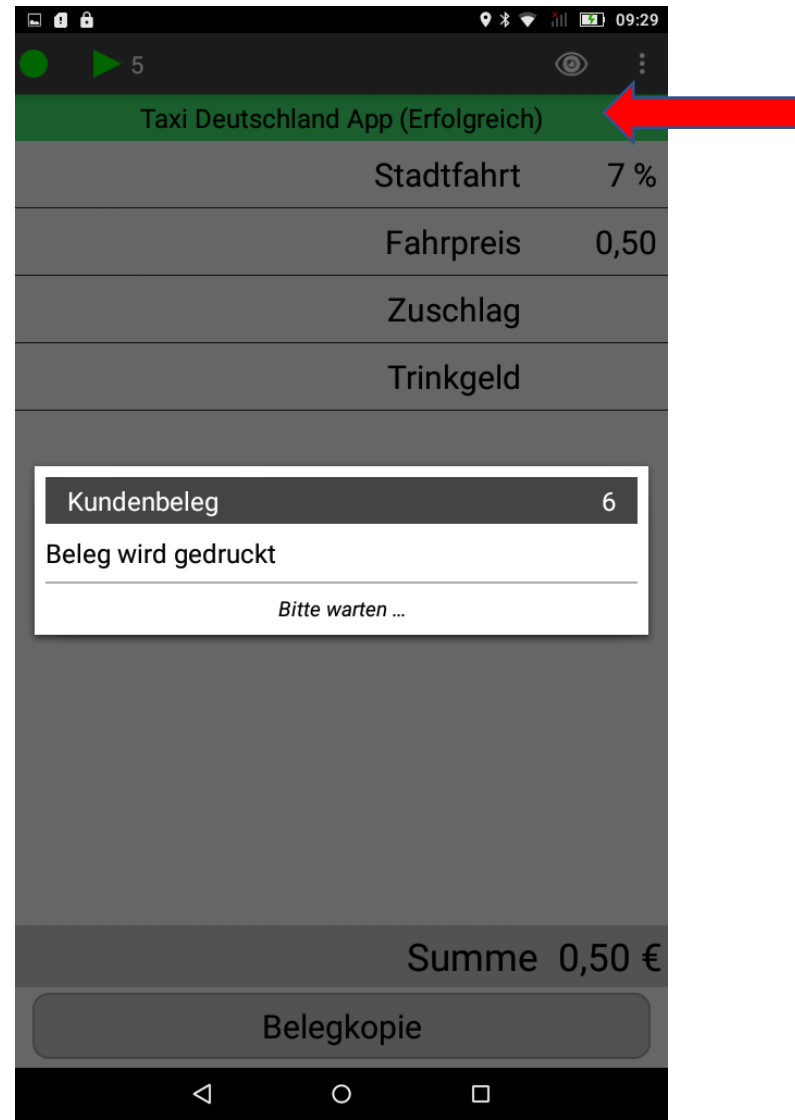 09:29
5
Taxi Deutschland App (Erfolgreich)
Stadtfahrt 7 %
Fahrpreis 0,50
Zuschlag
Trinkgeld
Kundenbeleg 6
Beleg wird gedruckt
Bitte warten ...
Summe 0,50 €
Belegkopie